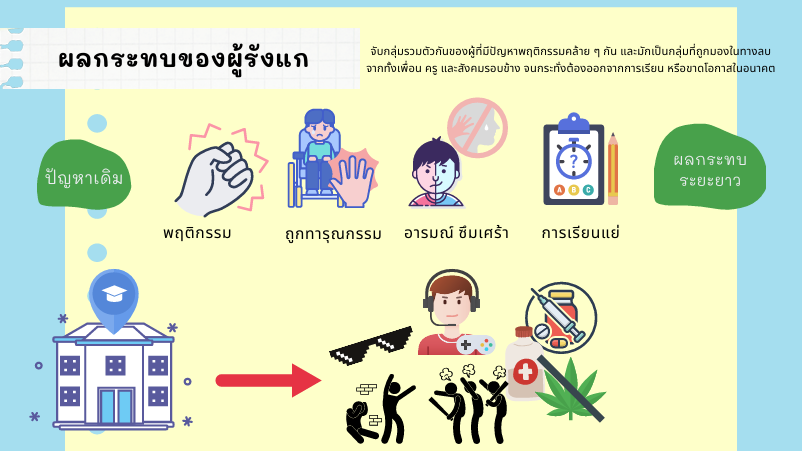 ผลกระทบของผู้รังแก
จับกลุ่มรวมตัวกันของผู้ที่มีปัญหาพฤติกรรมคล้าย ๆ กัน และมักเป็นกลุ่มที่ถูกมองในทางลบ
จากทั้งเพื่อน ครู และสังคมรอบข้าง จนกระทั่งต้องออกจากการเรียน หรือขาดโอกาสในอนาคต
ปัญหาเดิม
พฤติกรรม
ถูกทารุณกรรม
อารมณ์ ซึมเศร้า
?
A B C
การเรียนแย่
ผลกระทบ
ระยะยาว